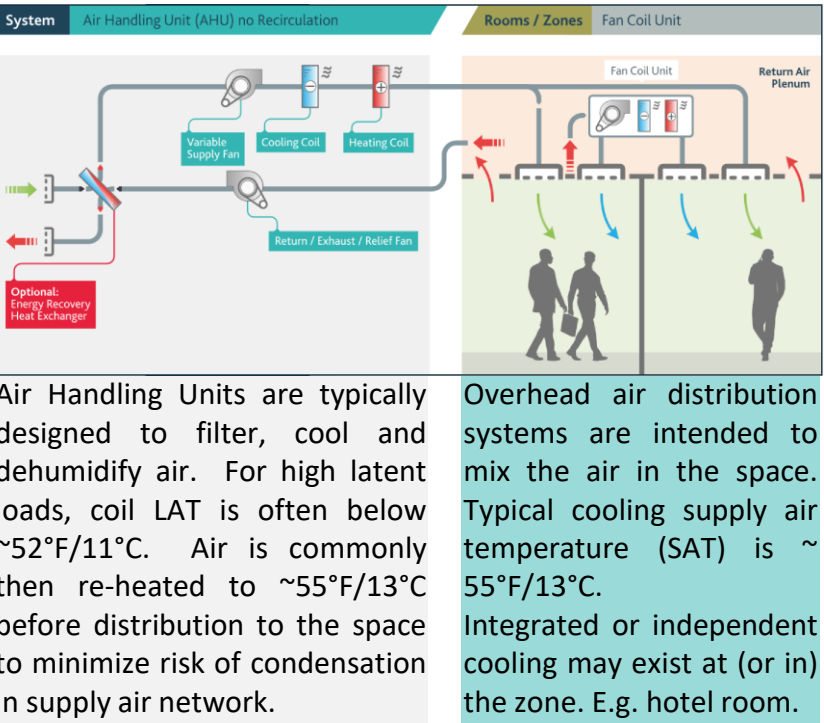 System Air Handling Unit (AHU) no Recirculation
Rooms / Zones Fan Coil Unit
Fan Coil Unit
Return Air
Plenum
Variable
Supply Fan
Cooling Coil
Heating Coil
Return / Exhaust / Relief Fan
Optional:
Energy Recovery
Heat Exchanger
Air Handling Units are typically
designed to filter, cool and
dehumidify air. For high latent
loads, coil LAT is often below
~52°F/11°C. Air is commonly
then re-heated to ~55°F/13°C
before distribution to the space
to minimize risk of condensation
in supply air network.
Overhead air distribution
systems are intended to
mix the air in the space.
Typical cooling supply air
temperature (SAT) is ~
55°F/13°C.
Integrated or independent
cooling may exist at (or in)
the zone. E.g. hotel room.